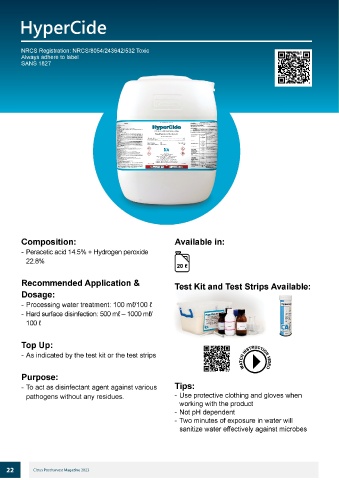 HyperCide
NRCS Registration: NRCS/8054/243642/532 Toxic
Always adhere to label
SANS 1827
HyperCide
Composition:
- Peracetic acid 14.5% + Hydrogen peroxide
22,8%
Recommended Application &
Dosage:
- Processing water treatment: 100 mℓ/100 ℓ
- Hard surface disinfection: 500 mℓ – 1000 mℓ/
100 ℓ
Top Up:
- As indicated by the test kit or the test strips
Purpose:
- To act as disinfectant agent against various
pathogens without any residues.
Available in:
20 ℓ
Test Kit and Test Strips Available:
WATCH INSTRUCTION VIDEO
Tips:
- Use protective clothing and gloves when
working with the product
- Not pH dependent
- Two minutes of exposure in water will
sanitize water effectively against microbes
22
Citrus Postharvest Magazine 2023